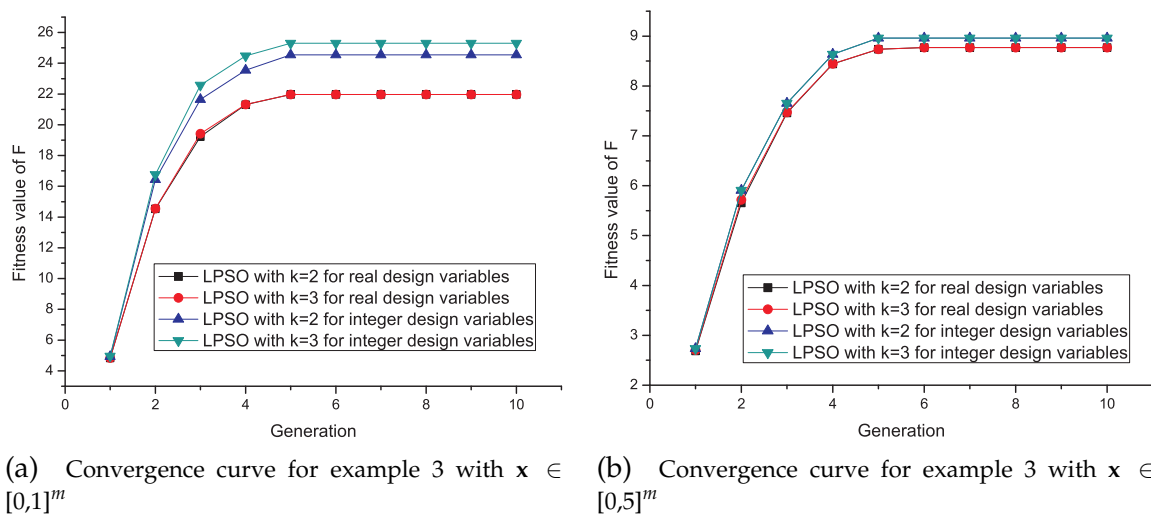 26
24
22
20
18
16
14
12
10
8
6
4
Fitness value of F
LPSO with k=2 for real design variables
LPSO with k=3 for real design variables
LPSO with k=2 for integer design variables
LPSO with k=3 for integer design variables
0 2 4 6 8 10
Generation
(a) Convergence curve for example 3 with x ∈
[0,1]^m
9
8
7
6
5
4
3
2
Fitness value of F
LPSO with k=2 for real design variables
LPSO with k=3 for real design variables
LPSO with k=2 for integer design variables
LPSO with k=3 for integer design variables
0 2 4 6 8 10
Generation
(b) Convergence curve for example 3 with x ∈
[0,5]^m